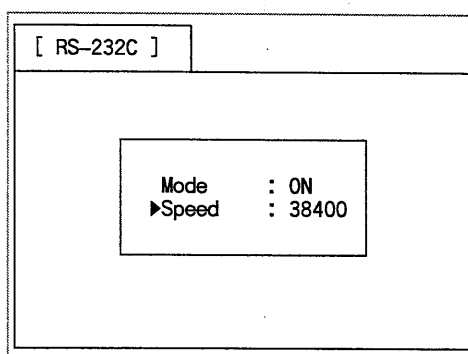 [ RS-232C ]
Mode : ON
▶Speed : 38400